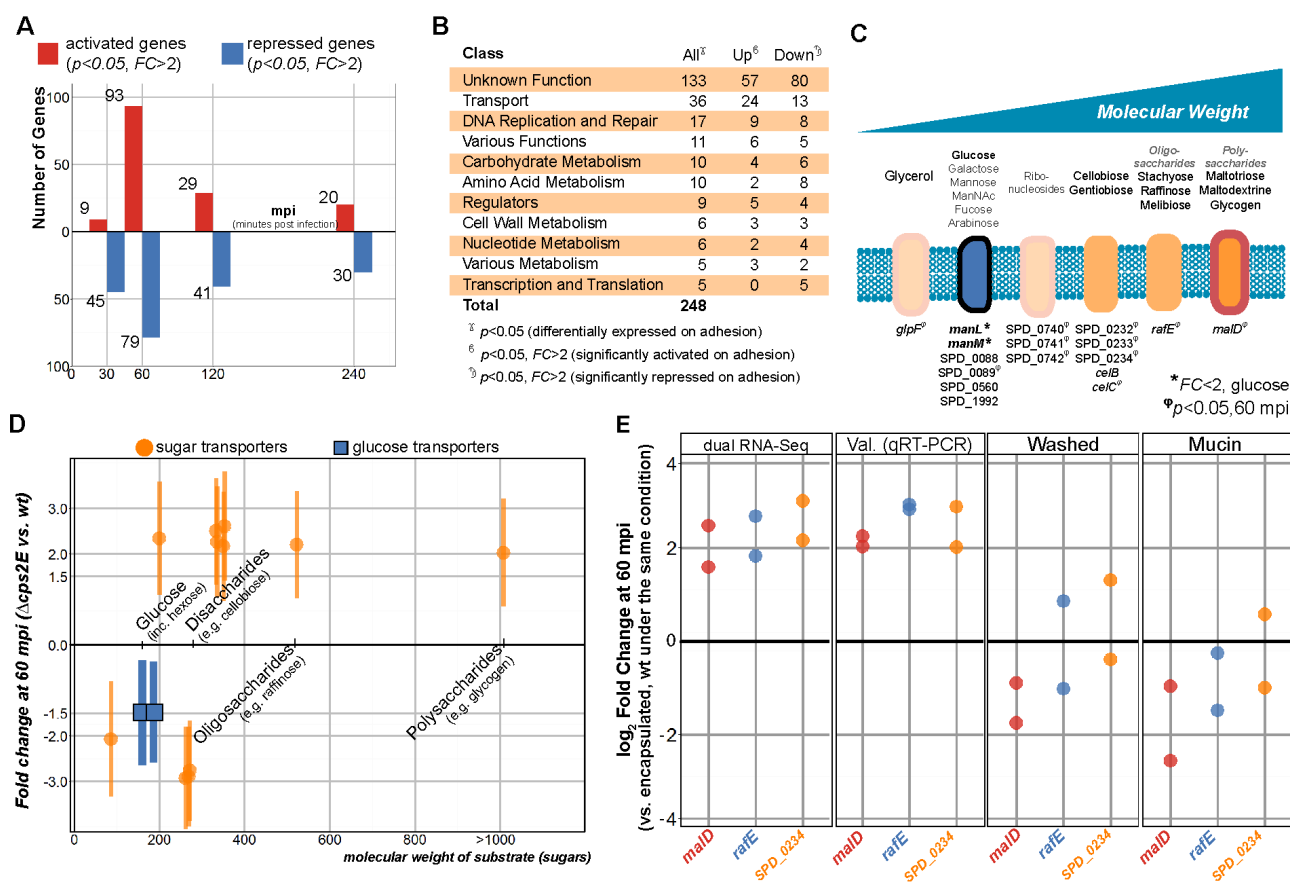 A
activated genes
(p<0.05, FC>2)
repressed genes
(p<0.05, FC>2)
Number of Genes
100
50
0
50
100
9
93
29
20
45
79
41
30
mpi
(minutes post infection)
0
30
60
120
240
B
Class All Up Down
Unknown Function 133 57 80
Transport 36 24 13
DNA Replication and Repair 17 9 8
Various Functions 11 6 5
Carbohydrate Metabolism 10 4 6
Amino Acid Metabolism 10 2 8
Regulators 9 5 4
Cell Wall Metabolism 6 3 3
Nucleotide Metabolism 6 2 4
Various Metabolism 5 3 2
Transcription and Translation 5 0 5
Total 248
p<0.05 (differentially expressed on adhesion)
p<0.05, FC>2 (significantly activated on adhesion)
p<0.05, FC>2 (significantly repressed on adhesion)
C
Molecular Weight
Glycerol
Glucose
Galactose
Mannose
ManNAc
Fucose
Arabinose
Ribo-
nucleosides
Cellobiose
Gentiobiose
Oligo-
saccharides
Stachyose
Raffinose
Melibiose
Poly-
saccharides
Maltotriose
Maltodextrine
Glycogen
glpFᵠ
manL*
manM*
SPD_0088
SPD_0089ᵠ
SPD_0560
SPD_1992
SPD_0740ᵠ
SPD_0741ᵠ
SPD_0742ᵠ
SPD_0232ᵠ
SPD_0233ᵠ
SPD_0234ᵠ
celB
celCᵠ
rafEᵠ
malDᵠ
*FC<2, glucose
ᵠp<0.05,60 mpi
D
sugar transporters
glucose transporters
Fold change at 60 mpi (Δcps2E vs. wt)
3.0
2.0
1.5
0.0
-1.5
-2.0
-3.0
Glucose
(inc. hexose)
Disaccharides
(e.g. cellobiose)
Oligosaccharides
(e.g. raffinose)
Polysaccharides
(e.g. glycogen)
0
200
400
600
800
>1000
molecular weight of substrate (sugars)
E
dual RNA-Seq
Val. (qRT-PCR)
Washed
Mucin
log₂ Fold Change at 60 mpi
(vs. encapsulated, wt under the same condition)
4
2
0
-2
-4
malD
rafE
SPD_0234
malD
rafE
SPD_0234
malD
rafE
SPD_0234
malD
rafE
SPD_0234